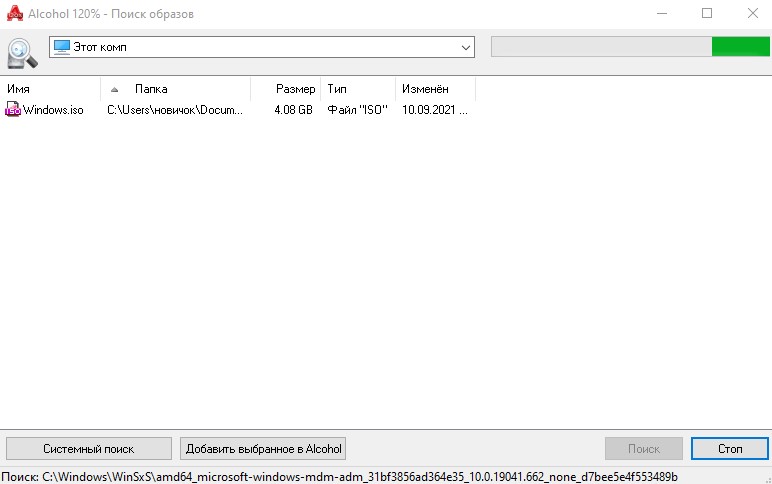 Alcohol 120% - Поиск образов
Этот комп
Имя Папка Размер Тип Изменён
Windows.iso C:\Users\новичок\Docum... 4.08 GB Файл "ISO" 10.09.2021 ...
Системный поиск Добавить выбранное в Alcohol Поиск Стоп
Поиск: C:\Windows\WinSxS\amd64_microsoft-windows-mdm-adm_31bf3856ad364e35_10.0.19041.662_none_d7bee5e4f553489b